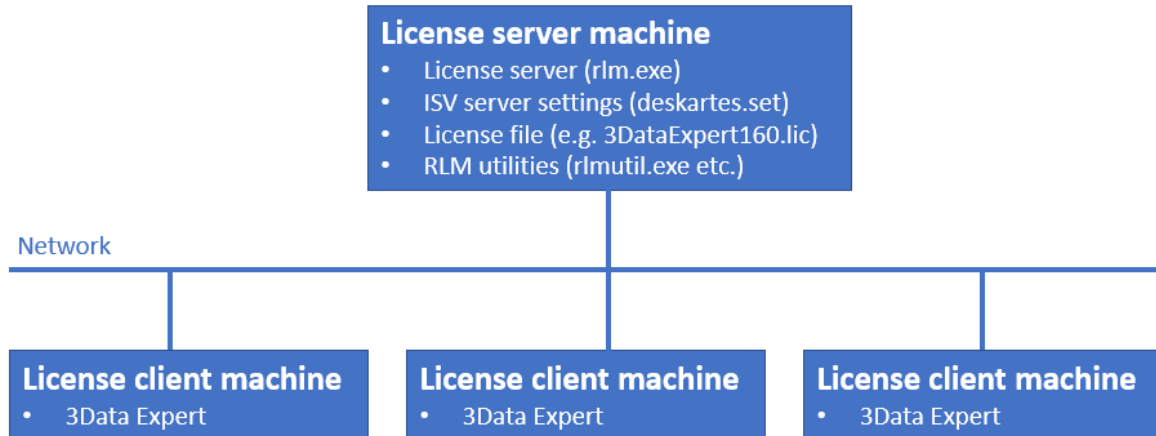 License server machine
• License server (rlm.exe)
• ISV server settings (deskartes.set)
• License file (e.g. 3DataExpert160.lic)
• RLM utilities (rlmutil.exe etc.)
Network
License client machine
• 3Data Expert
License client machine
• 3Data Expert
License client machine
• 3Data Expert